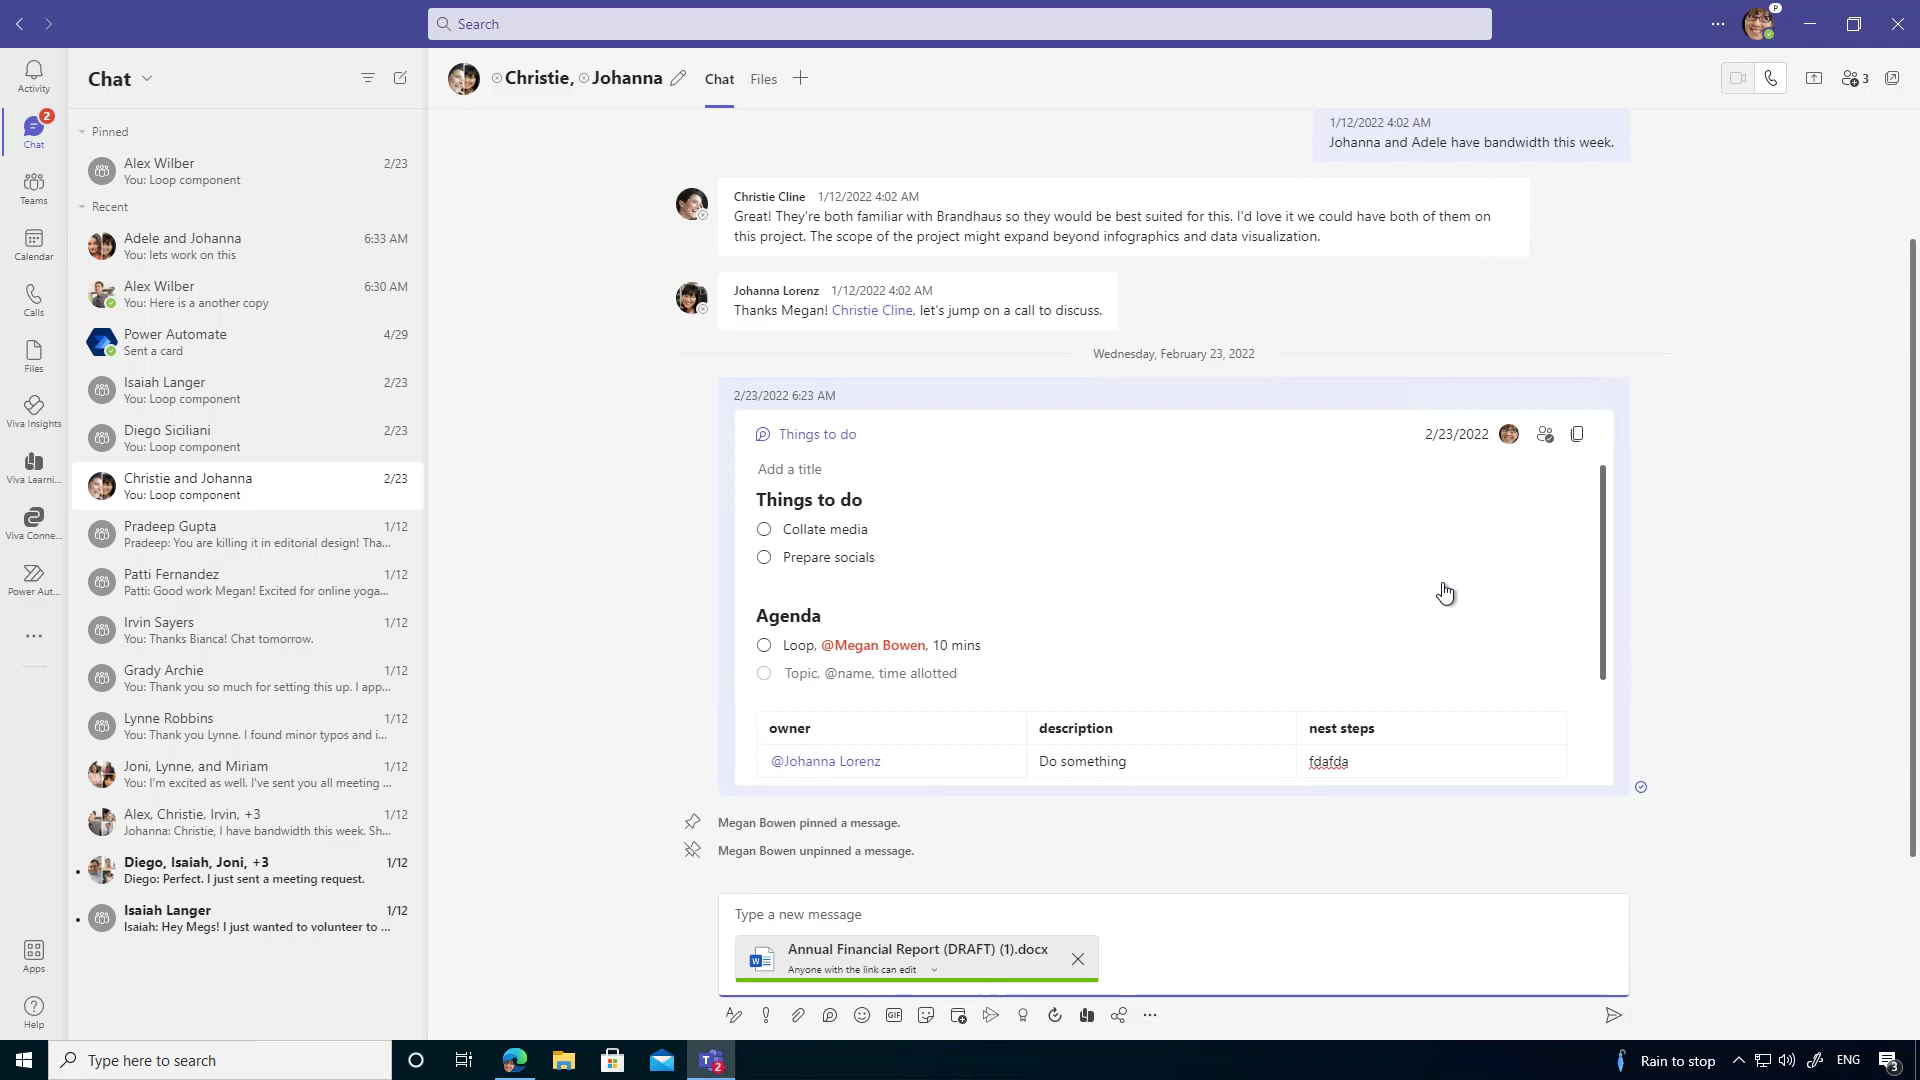 Search
P
Activity
2
Chat
Teams
Calendar
Calls
Files
Viva Insights
Viva Learni...
Viva Conne...
Power Aut...
Apps
Help
Chat
Pinned
Alex Wilber 2/23
You: Loop component
Recent
Adele and Johanna 6:33 AM
You: lets work on this
Alex Wilber 6:30 AM
You: Here is a another copy
Power Automate 4/29
Sent a card
Isaiah Langer 2/23
You: Loop component
Diego Siciliani 2/23
You: Loop component
Christie and Johanna 2/23
You: Loop component
Pradeep Gupta 1/12
Pradeep: You are killing it in editorial design! Tha...
Patti Fernandez 1/12
Patti: Good work Megan! Excited for online yoga...
Irvin Sayers 1/12
You: Thanks Bianca! Chat tomorrow.
Grady Archie 1/12
You: Thank you so much for setting this up. I app...
Lynne Robbins 1/12
You: Thank you Lynne. I found minor typos and i...
Joni, Lynne, and Miriam 1/12
You: I'm excited as well. I've sent you all meeting ...
Alex, Christie, Irvin, +3 1/12
Johanna: Christie, I have bandwidth this week. Sh...
Diego, Isaiah, Joni, +3 1/12
Diego: Perfect. I just sent a meeting request.
Isaiah Langer 1/12
Isaiah: Hey Megs! I just wanted to volunteer to ...
Christie, Johanna Chat Files 3
1/12/2022 4:02 AM
Johanna and Adele have bandwidth this week.
Christie Cline 1/12/2022 4:02 AM
Great! They're both familiar with Brandhaus so they would be best suited for this. I'd love it we could have both of them on
this project. The scope of the project might expand beyond infographics and data visualization.
Johanna Lorenz 1/12/2022 4:02 AM
Thanks Megan! Christie Cline, let's jump on a call to discuss.
Wednesday, February 23, 2022
2/23/2022 6:23 AM
Things to do 2/23/2022
Add a title
Things to do
Collate media
Prepare socials
Agenda
Loop, @Megan Bowen, 10 mins
Topic, @name, time allotted
owner description nest steps
@Johanna Lorenz Do something fdafda
Megan Bowen pinned a message.
Megan Bowen unpinned a message.
Type a new message
W
Annual Financial Report (DRAFT) (1).docx
Anyone with the link can edit
GIF
Type here to search
T 2
Rain to stop ENG 3